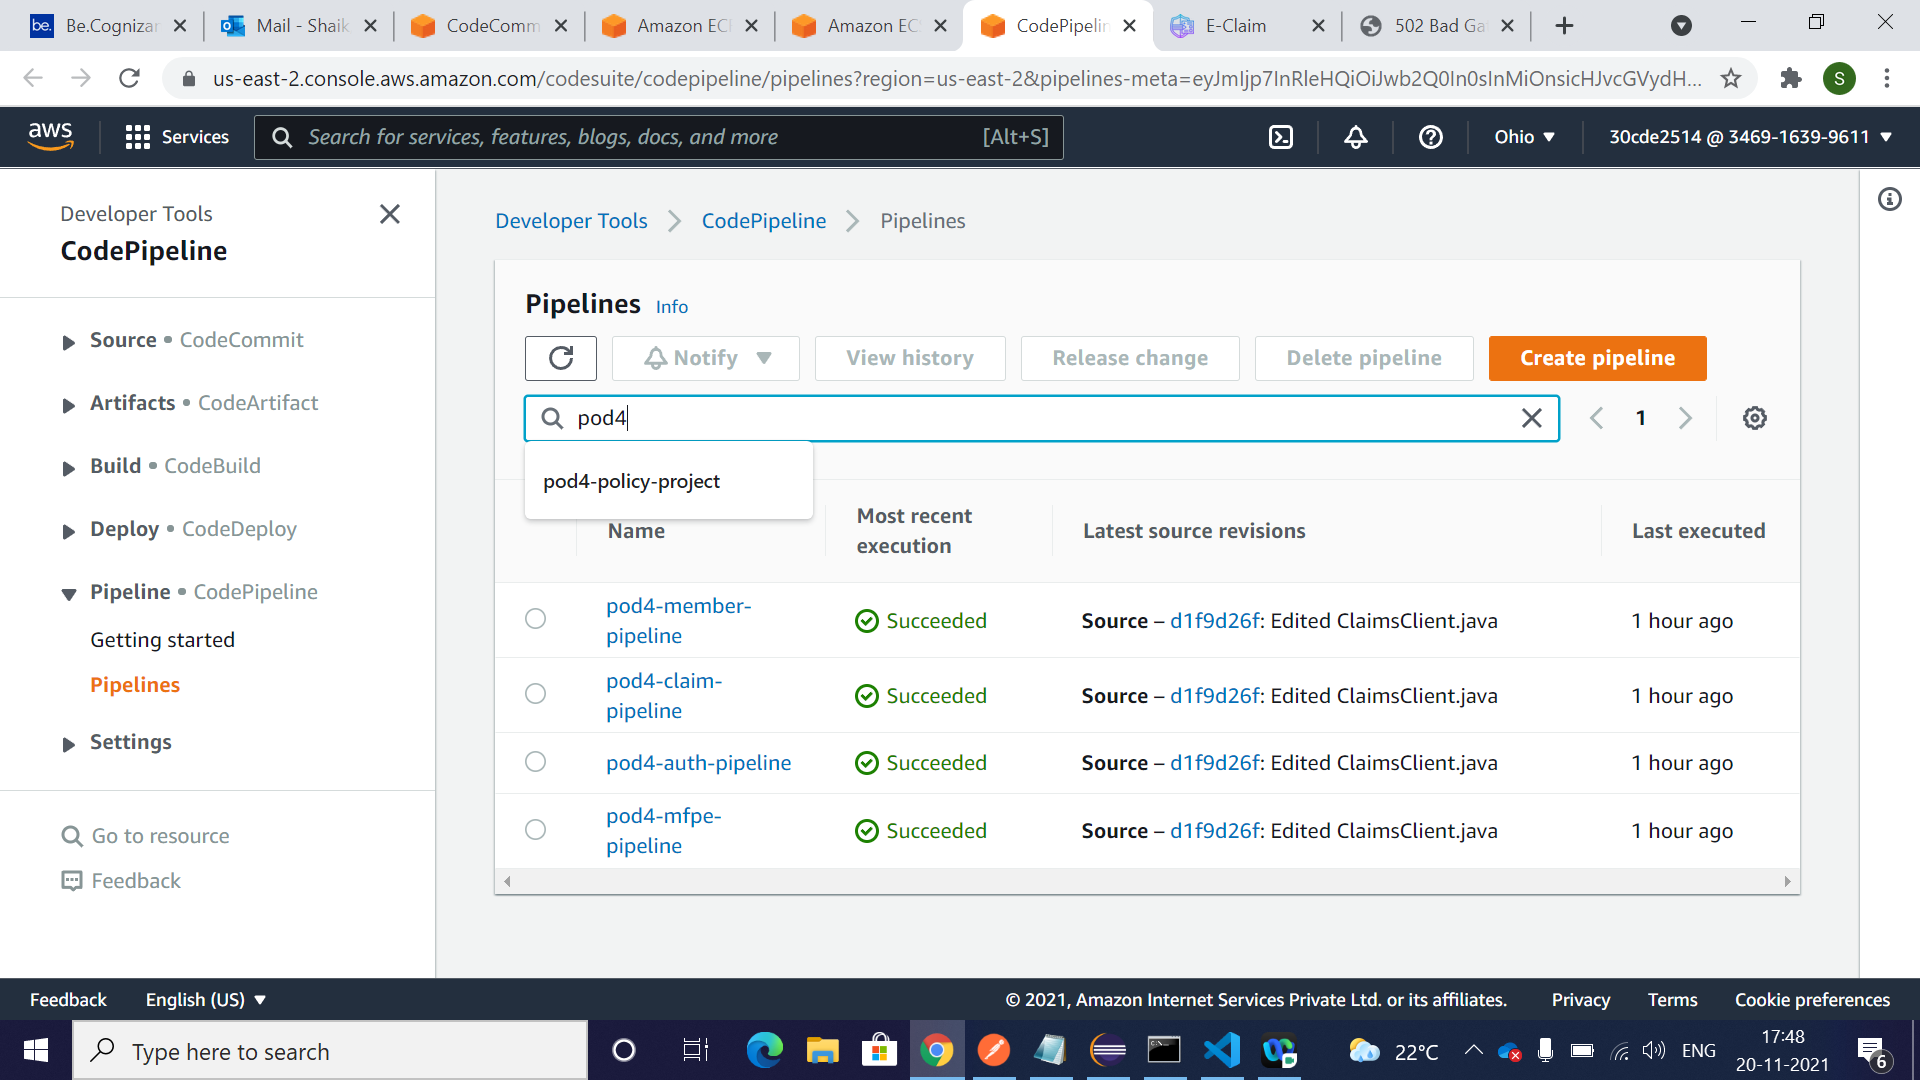 be. Be.Cogniza
Mail - Shaik
CodeComm
Amazon EC
Amazon EC
CodePipelin
E-Claim
502 Bad Ga
us-east-2.console.aws.amazon.com/codesuite/codepipeline/pipelines?region=us-east-2&pipelines-meta=eyJmIjp7InRleHQiOiJwb2Q0In0sInMiOnsicHJvcGVydH...
S
aws
Services
Search for services, features, blogs, docs, and more [Alt+S]
Ohio
30cde2514 @ 3469-1639-9611
Developer Tools
CodePipeline
Source • CodeCommit
Artifacts • CodeArtifact
Build • CodeBuild
Deploy • CodeDeploy
Pipeline • CodePipeline
Getting started
Pipelines
Settings
Go to resource
Feedback
Developer Tools
CodePipeline
Pipelines
Pipelines Info
Notify
View history
Release change
Delete pipeline
Create pipeline
pod4
1
pod4-policy-project
Name
Most recent
execution
Latest source revisions
Last executed
pod4-member-
pipeline
Succeeded
Source – d1f9d26f: Edited ClaimsClient.java
1 hour ago
pod4-claim-
pipeline
Succeeded
Source – d1f9d26f: Edited ClaimsClient.java
1 hour ago
pod4-auth-pipeline
Succeeded
Source – d1f9d26f: Edited ClaimsClient.java
1 hour ago
pod4-mfpe-
pipeline
Succeeded
Source – d1f9d26f: Edited ClaimsClient.java
1 hour ago
Feedback
English (US)
© 2021, Amazon Internet Services Private Ltd. or its affiliates.
Privacy
Terms
Cookie preferences
Type here to search
22°C
ENG
17:48
20-11-2021
6